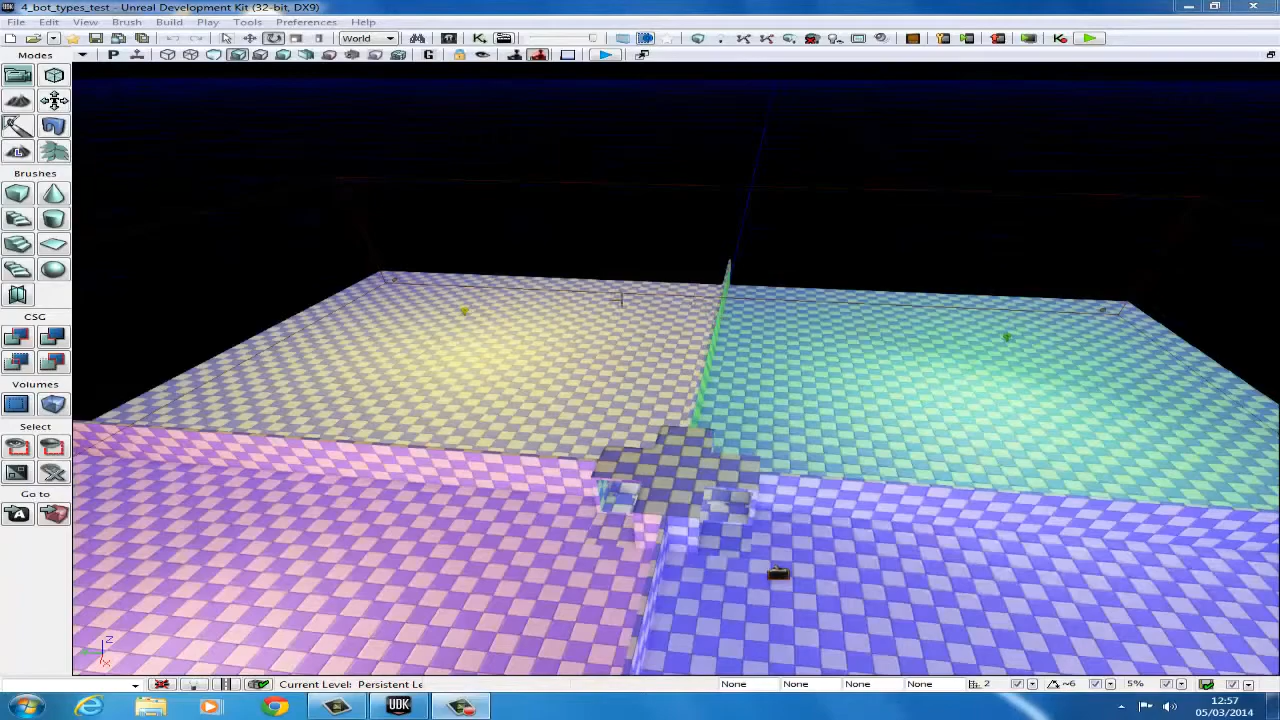 4_bot_types_test - Unreal Development Kit (32-bit, DX9)
File Edit View Brush Build Play Tools Preferences Help
World
P G
Modes
L
Brushes
CSG
Volumes
Select
Go to
A
Z
X
Current Level: Persistent Le
None None None None 2 ~6 5%
UDK
12:57
05/03/2014